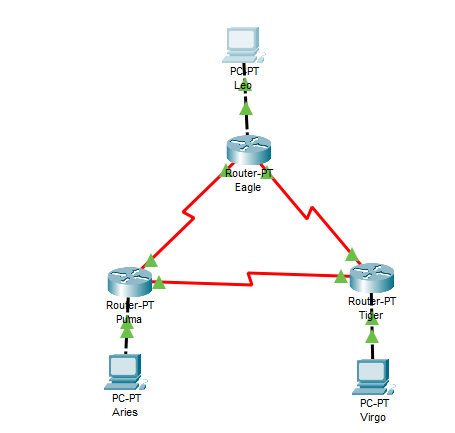 PC-PT
Leo
Router-PT
Eagle
Router-PT
Puma
Router-PT
Tiger
PC-PT
Aries
PC-PT
Virgo